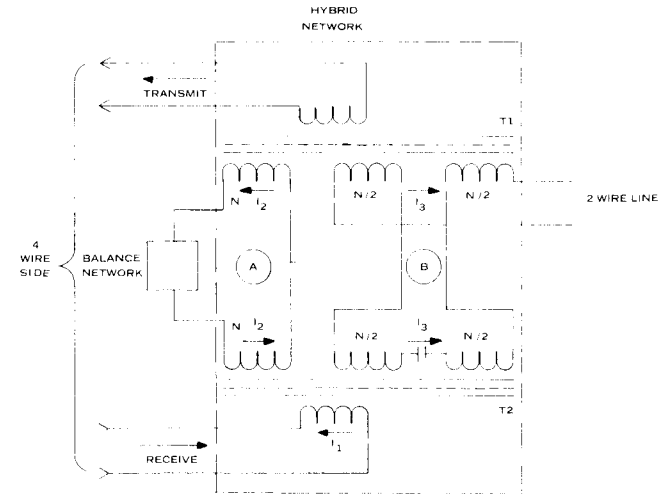 HYBRID
NETWORK
TRANSMIT
T1
N I2
N/2
I3
N/2
2 WIRE LINE
4
WIRE
SIDE
BALANCE
NETWORK
A
B
N I2
N/2
I3
N/2
T2
I1
RECEIVE